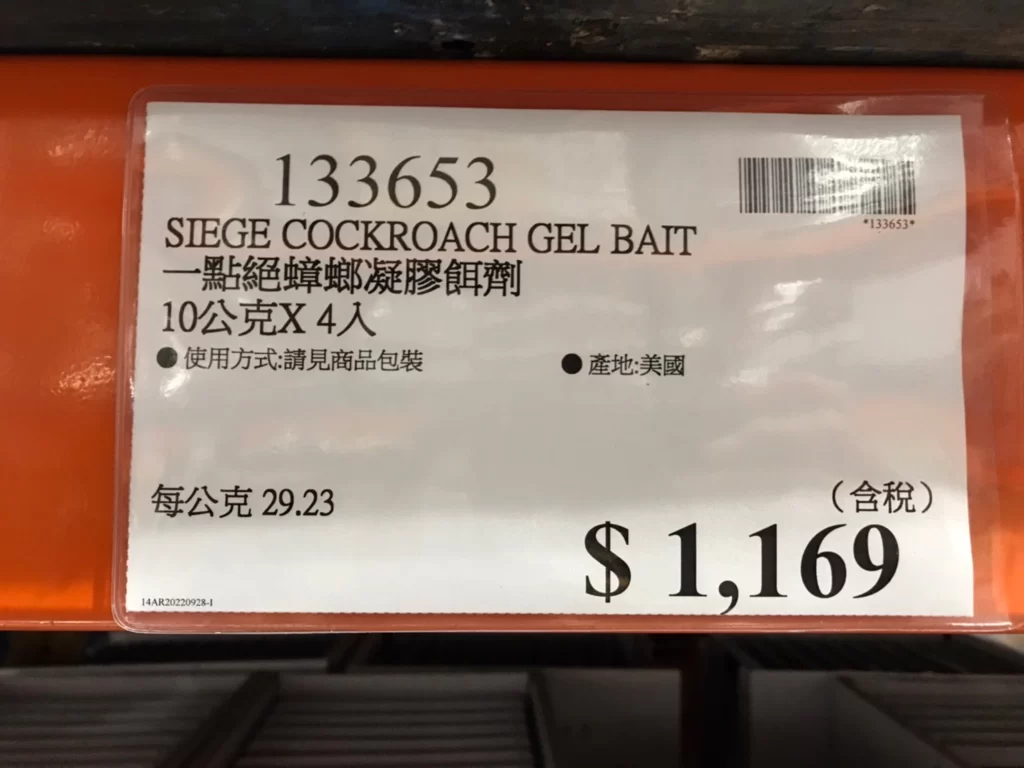 133653
*133653*
SIEGE COCKROACH GEL BAIT
一點絕蟑螂凝膠餌劑
10公克X 4入
●使用方式:請見商品包裝
●產地:美國
每公克 29.23
（含稅）
$ 1,169
14AR20220928-1